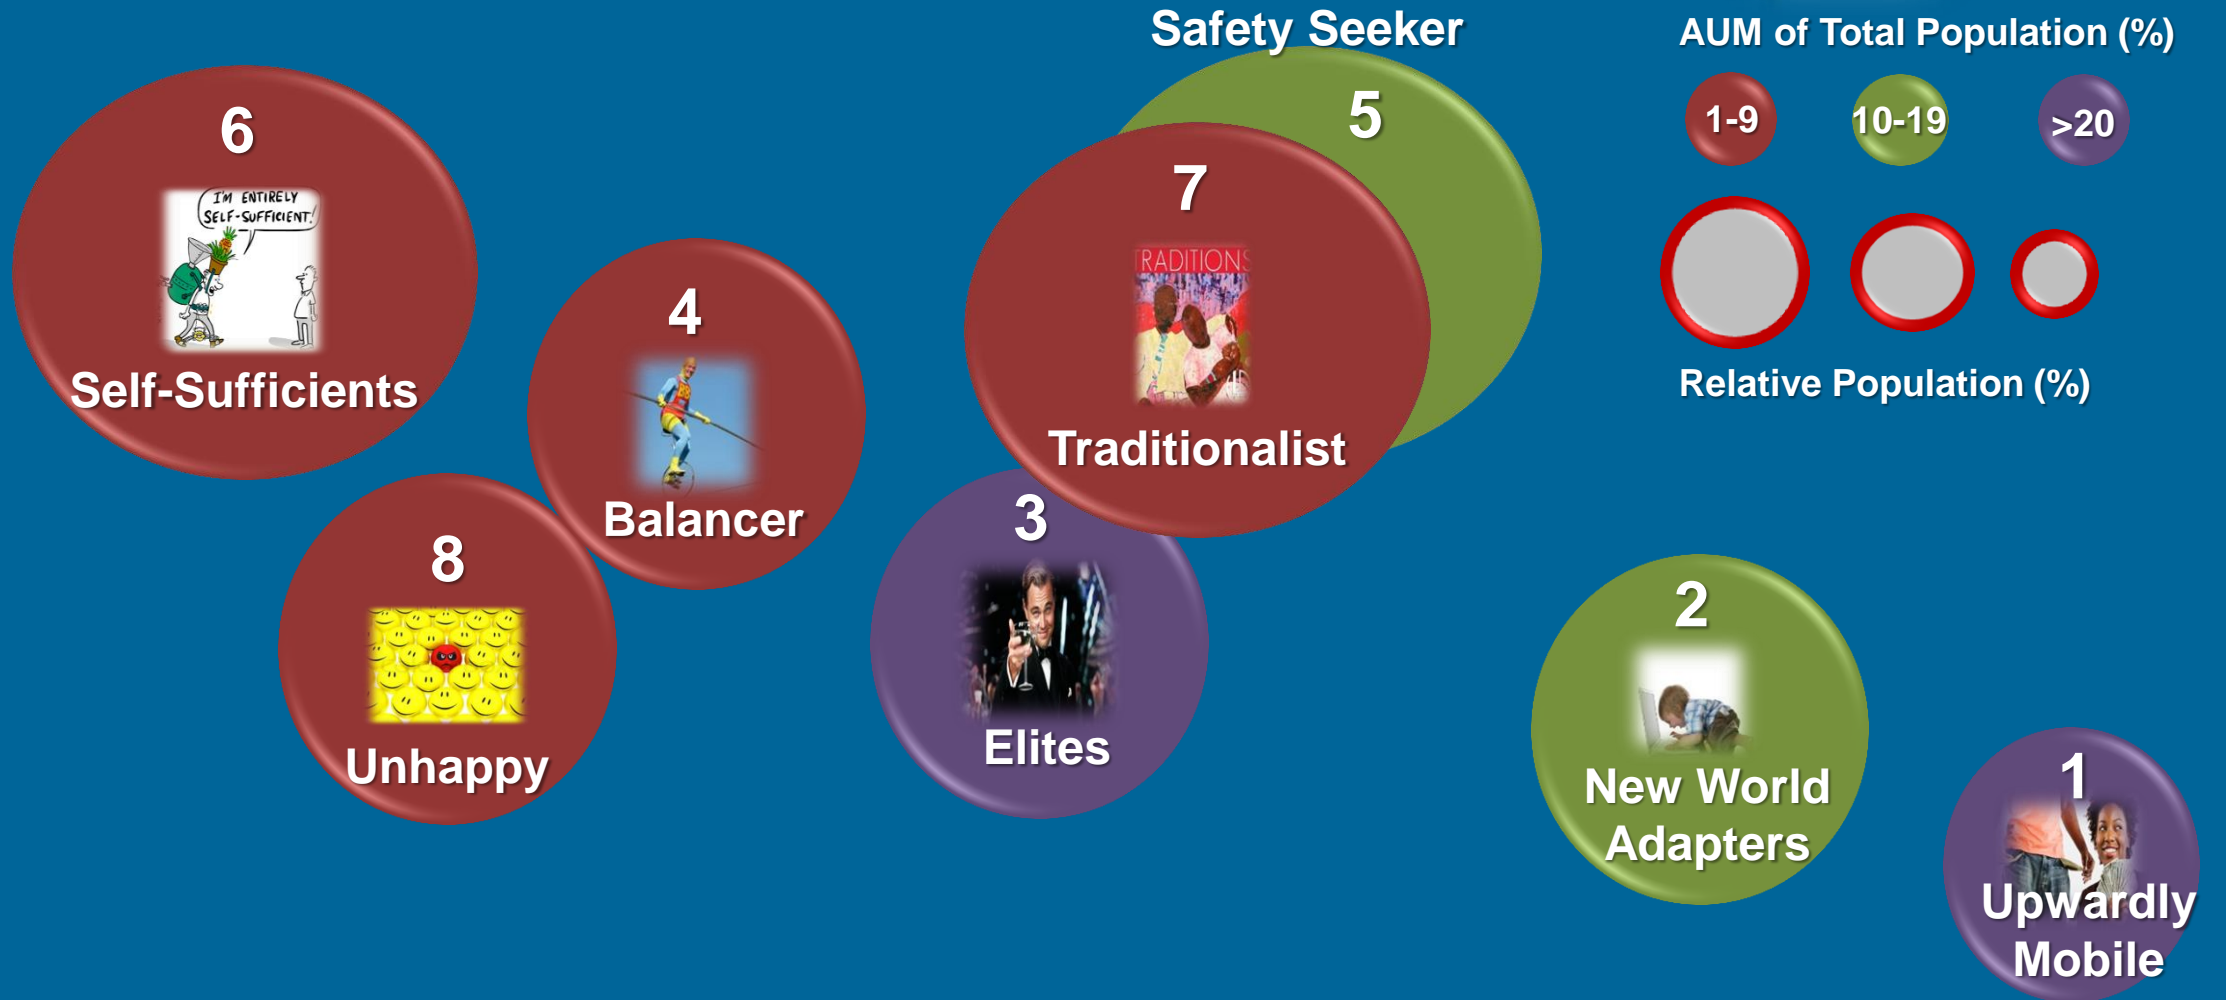 Safety Seeker
AUM of Total Population (%)
1-9
10-19
>20
Relative Population (%)
6
I'M ENTIRELY
SELF-SUFFICIENT!
Self-Sufficients
4
Balancer
5
7
RADITIONS
Traditionalist
8
Unhappy
3
Elites
2
New World
Adapters
1
Upwardly
Mobile